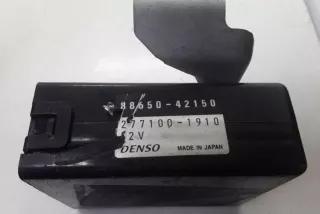 88650-42150
277100-1910
12V
DENSO MADE IN JAPAN